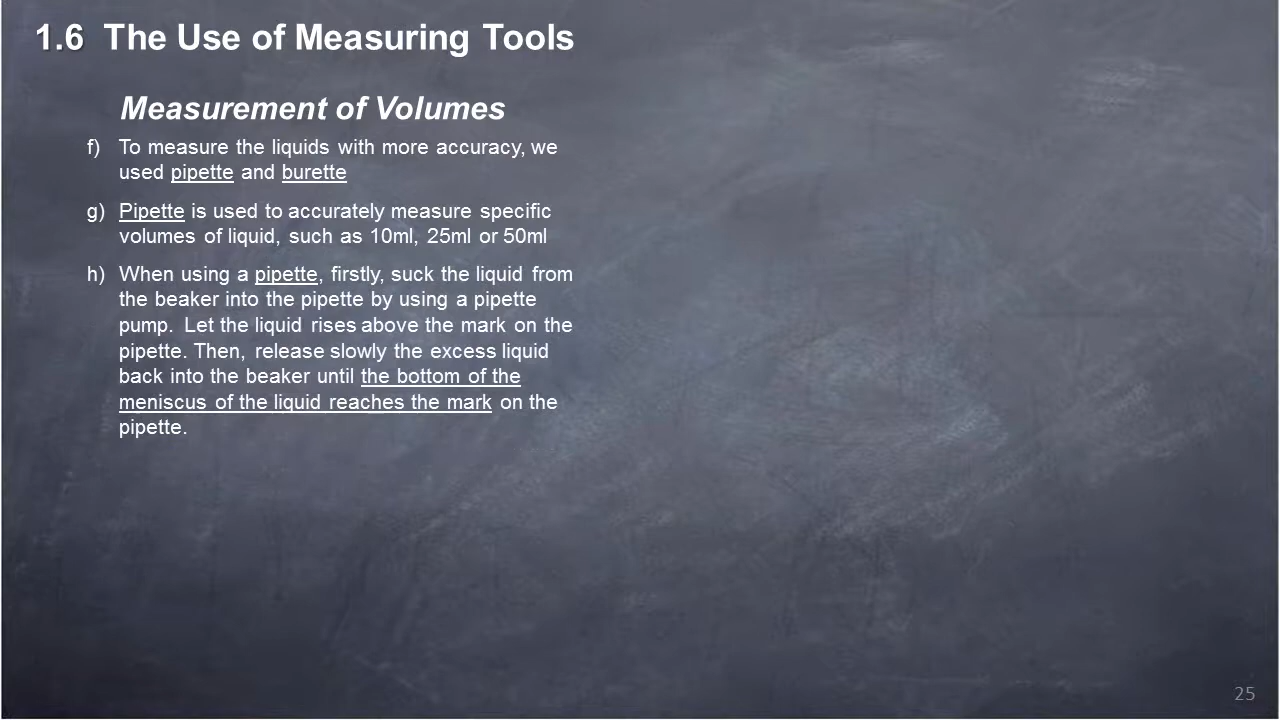 1.6 The Use of Measuring Tools
Measurement of Volumes
f) To measure the liquids with more accuracy, we
used pipette and burette
g) Pipette is used to accurately measure specific
volumes of liquid, such as 10ml, 25ml or 50ml
h) When using a pipette, firstly, suck the liquid from
the beaker into the pipette by using a pipette
pump. Let the liquid rises above the mark on the
pipette. Then, release slowly the excess liquid
back into the beaker until the bottom of the
meniscus of the liquid reaches the mark on the
pipette.
25